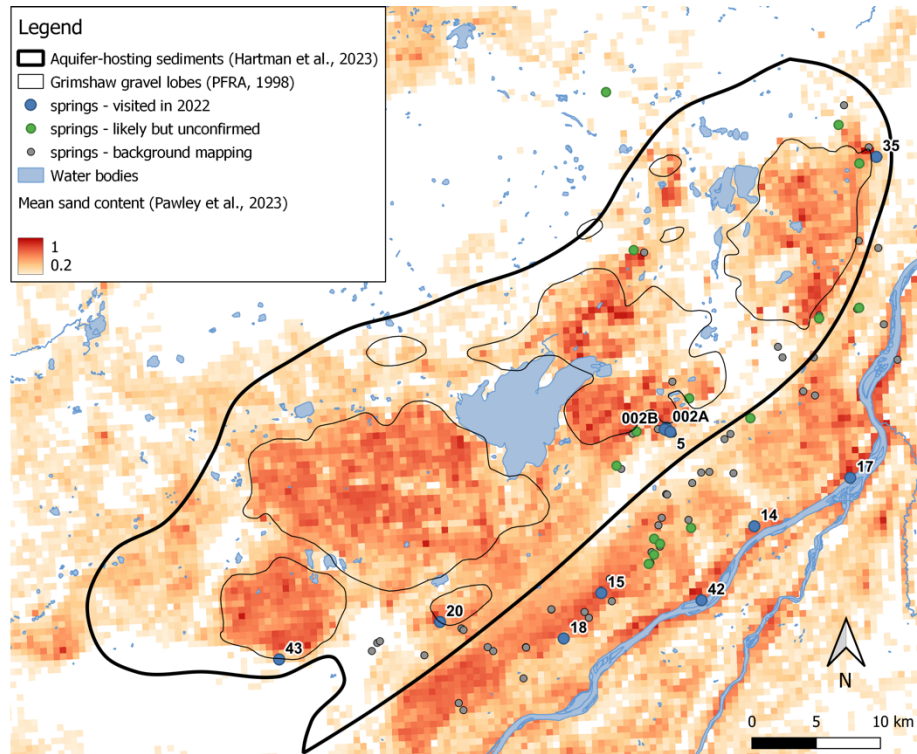 Legend
Aquifer-hosting sediments (Hartman et al., 2023)
Grimshaw gravel lobes (PFRA, 1998)
springs - visited in 2022
springs - likely but unconfirmed
springs - background mapping
Water bodies
Mean sand content (Pawley et al., 2023)
1
0.2
35
002B
002A
5
17
14
15
42
20
18
43
N
0 5 10 km